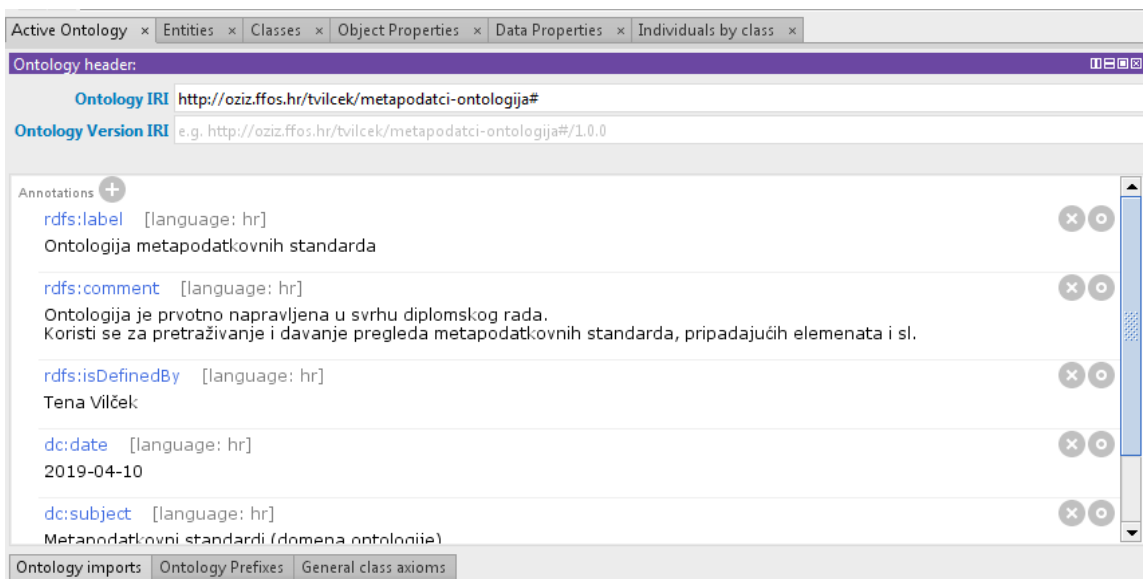 Active Ontology × Entities × Classes × Object Properties × Data Properties × Individuals by class ×
Ontology header:
Ontology IRI http://oziz.ffos.hr/tvilcek/metapodatci-ontologija#
Ontology Version IRI e.g. http://oziz.ffos.hr/tvilcek/metapodatci-ontologija#/1.0.0
Annotations
rdfs:label [language: hr]
Ontologija metapodatkovnih standarda
rdfs:comment [language: hr]
Ontologija je prvotno napravljena u svrhu diplomskog rada.
Koristi se za pretraživanje i davanje pregleda metapodatkovnih standarda, pripadajućih elemenata i sl.
rdfs:isDefinedBy [language: hr]
Tena Vilček
dc:date [language: hr]
2019-04-10
dc:subject [language: hr]
Metapodatkovni standardi (domena ontologije)
Ontology imports Ontology Prefixes General class axioms